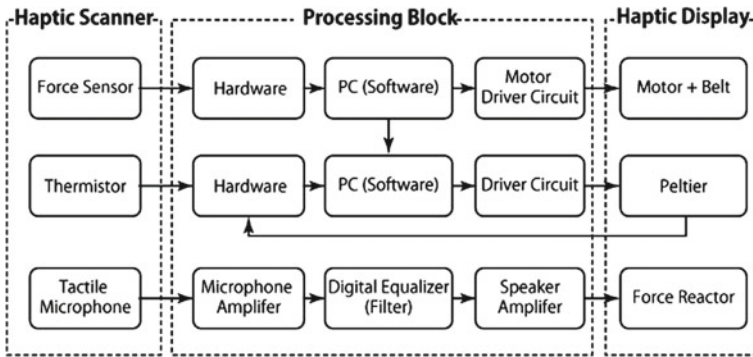 Haptic Scanner
Processing Block
Haptic Display
Force Sensor
Hardware
PC (Software)
Motor
Driver Circuit
Motor + Belt
Thermistor
Hardware
PC (Software)
Driver Circuit
Peltier
Tactile
Microphone
Microphone
Amplifer
Digital Equalizer
(Filter)
Speaker
Amplifer
Force Reactor